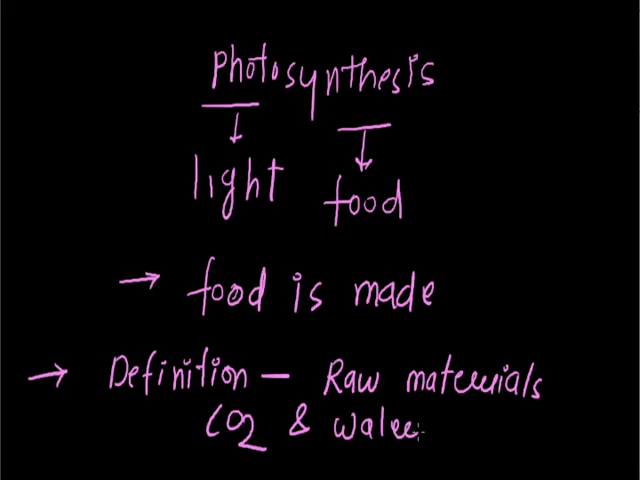 Photosynthesis
light food
→ food is made
→ Definition — Raw materials
CO2 & water